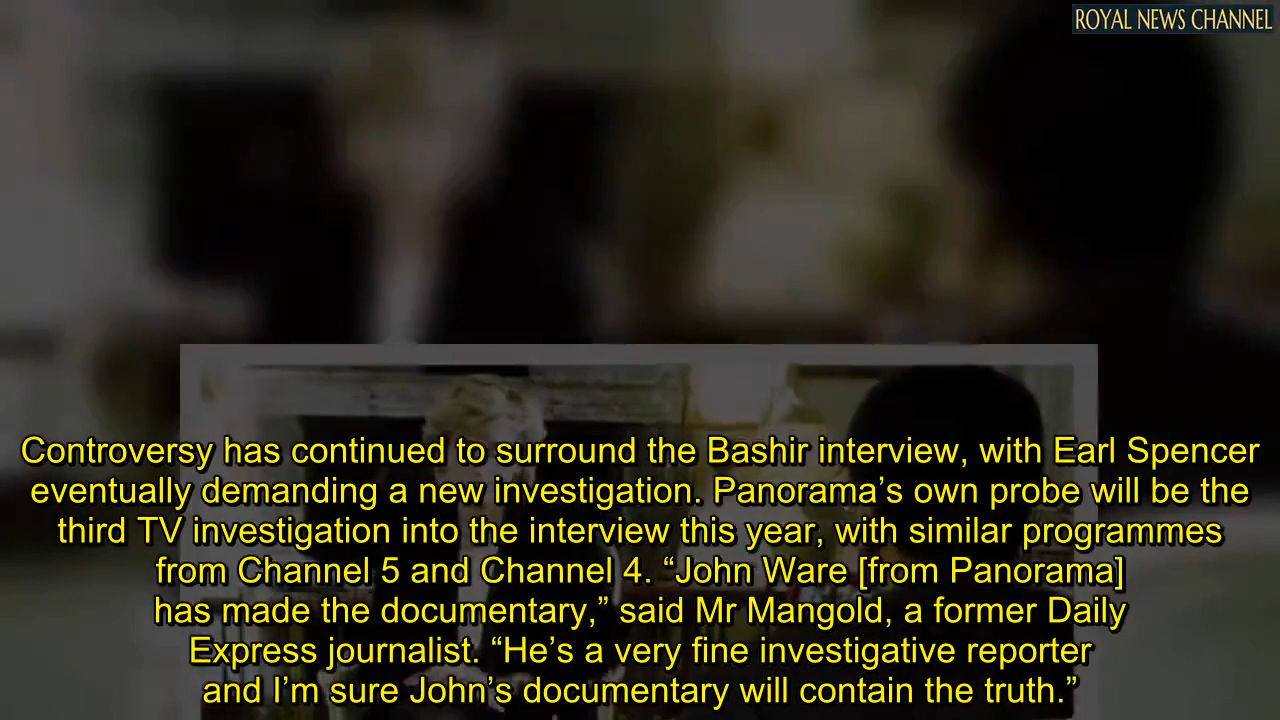 ROYAL NEWS CHANNEL
Controversy has continued to surround the Bashir interview, with Earl Spencer
eventually demanding a new investigation. Panorama’s own probe will be the
third TV investigation into the interview this year, with similar programmes
from Channel 5 and Channel 4. “John Ware [from Panorama]
has made the documentary,” said Mr Mangold, a former Daily
Express journalist. “He’s a very fine investigative reporter
and I’m sure John’s documentary will contain the truth.”